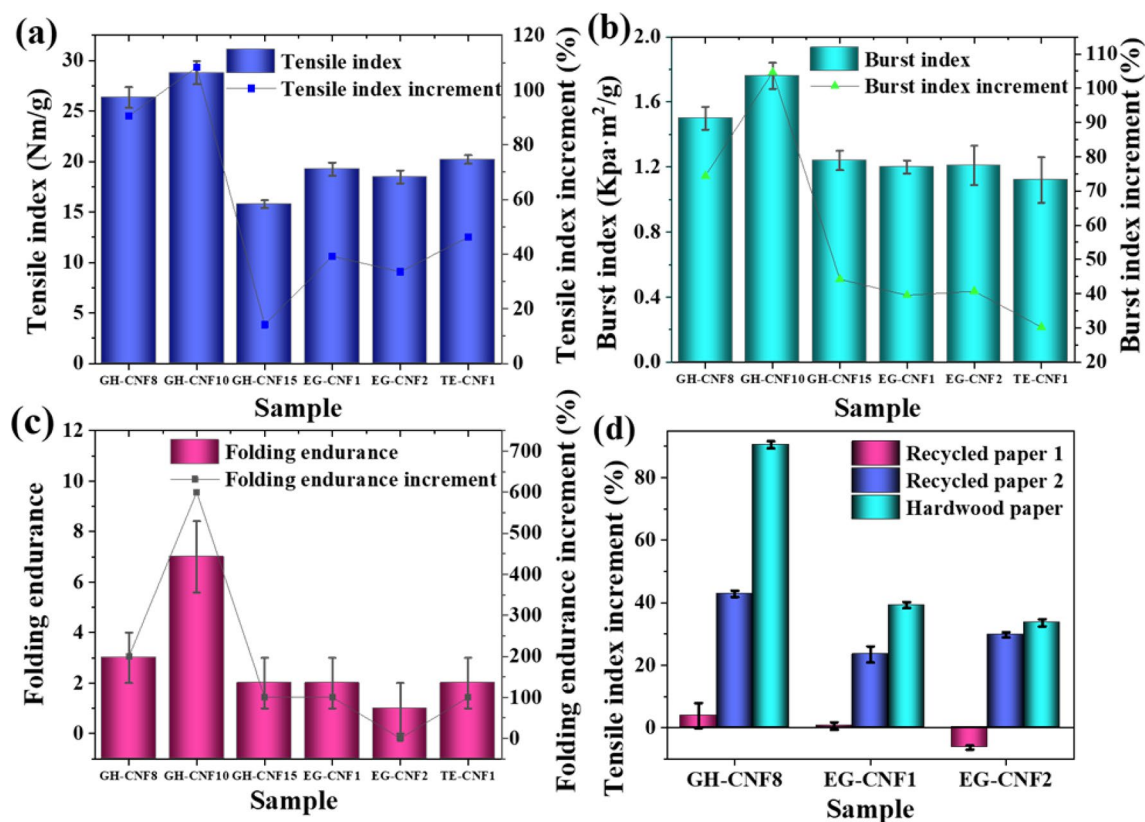 (a)
Tensile index (Nm/g)
30
25
20
15
10
5
0
Tensile index
Tensile index increment
120
100
80
60
40
20
0
Tensile index increment (%)
GH-CNF8 GH-CNF10 GH-CNF15 EG-CNF1 EG-CNF2 TE-CNF1
Sample
(b)
Burst index (Kpa·m²/g)
2.0
1.6
1.2
0.8
0.4
0.0
Burst index
Burst index increment
110
100
90
80
70
60
50
40
30
20
Burst index increment (%)
GH-CNF8 GH-CNF10 GH-CNF15 EG-CNF1 EG-CNF2 TE-CNF1
Sample
(c)
Folding endurance
12
10
8
6
4
2
0
Folding endurance
Folding endurance increment
700
600
500
400
300
200
100
0
Folding endurance increment (%)
GH-CNF8 GH-CNF10 GH-CNF15 EG-CNF1 EG-CNF2 TE-CNF1
Sample
(d)
Tensile index increment (%)
80
60
40
20
0
Recycled paper 1
Recycled paper 2
Hardwood paper
GH-CNF8 EG-CNF1 EG-CNF2
Sample